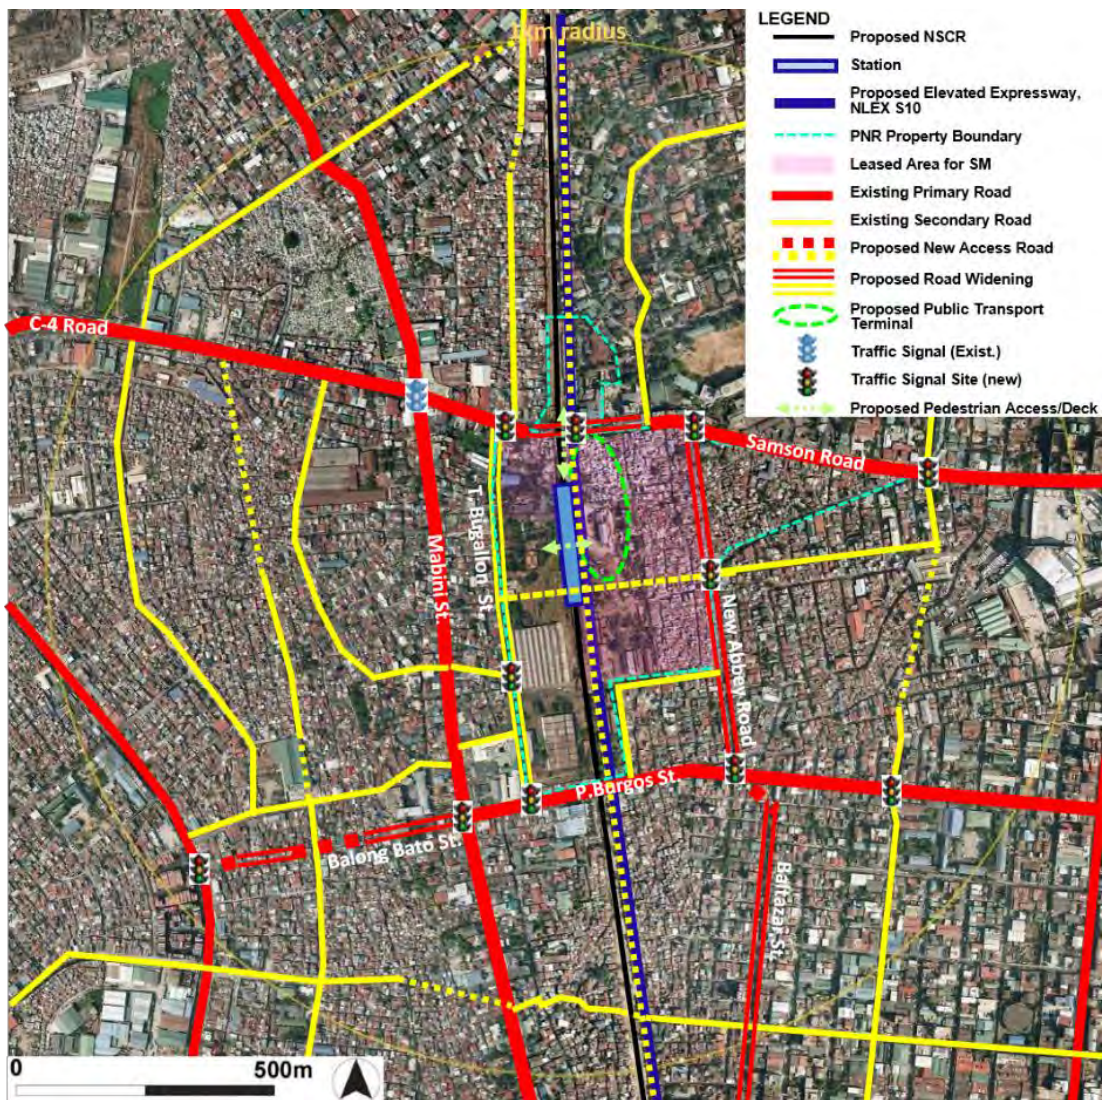 1km radius
LEGEND
Proposed NSCR
Station
Proposed Elevated Expressway,
NLEX S10
PNR Property Boundary
Leased Area for SM
Existing Primary Road
Existing Secondary Road
Proposed New Access Road
Proposed Road Widening
Proposed Public Transport
Terminal
Traffic Signal (Exist.)
Traffic Signal Site (new)
Proposed Pedestrian Access/Deck
C-4 Road
Samson Road
T.Bugallon St.
Mabini St.
New Abbey Road
P.Burgos St.
Balong Bato St.
Baltazar St.
0
500m